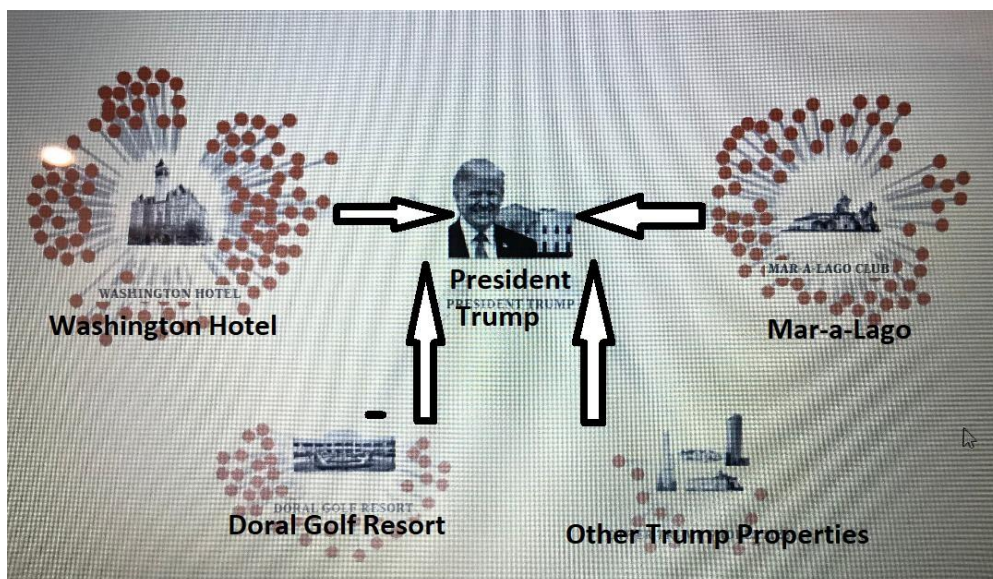 WASHINGTON HOTEL
Washington Hotel
President
PRESIDENT TRUMP
Trump
MAR-A-LAGO CLUB
Mar-a-Lago
DORAL GOLF RESORT
Doral Golf Resort
Other Trump Properties